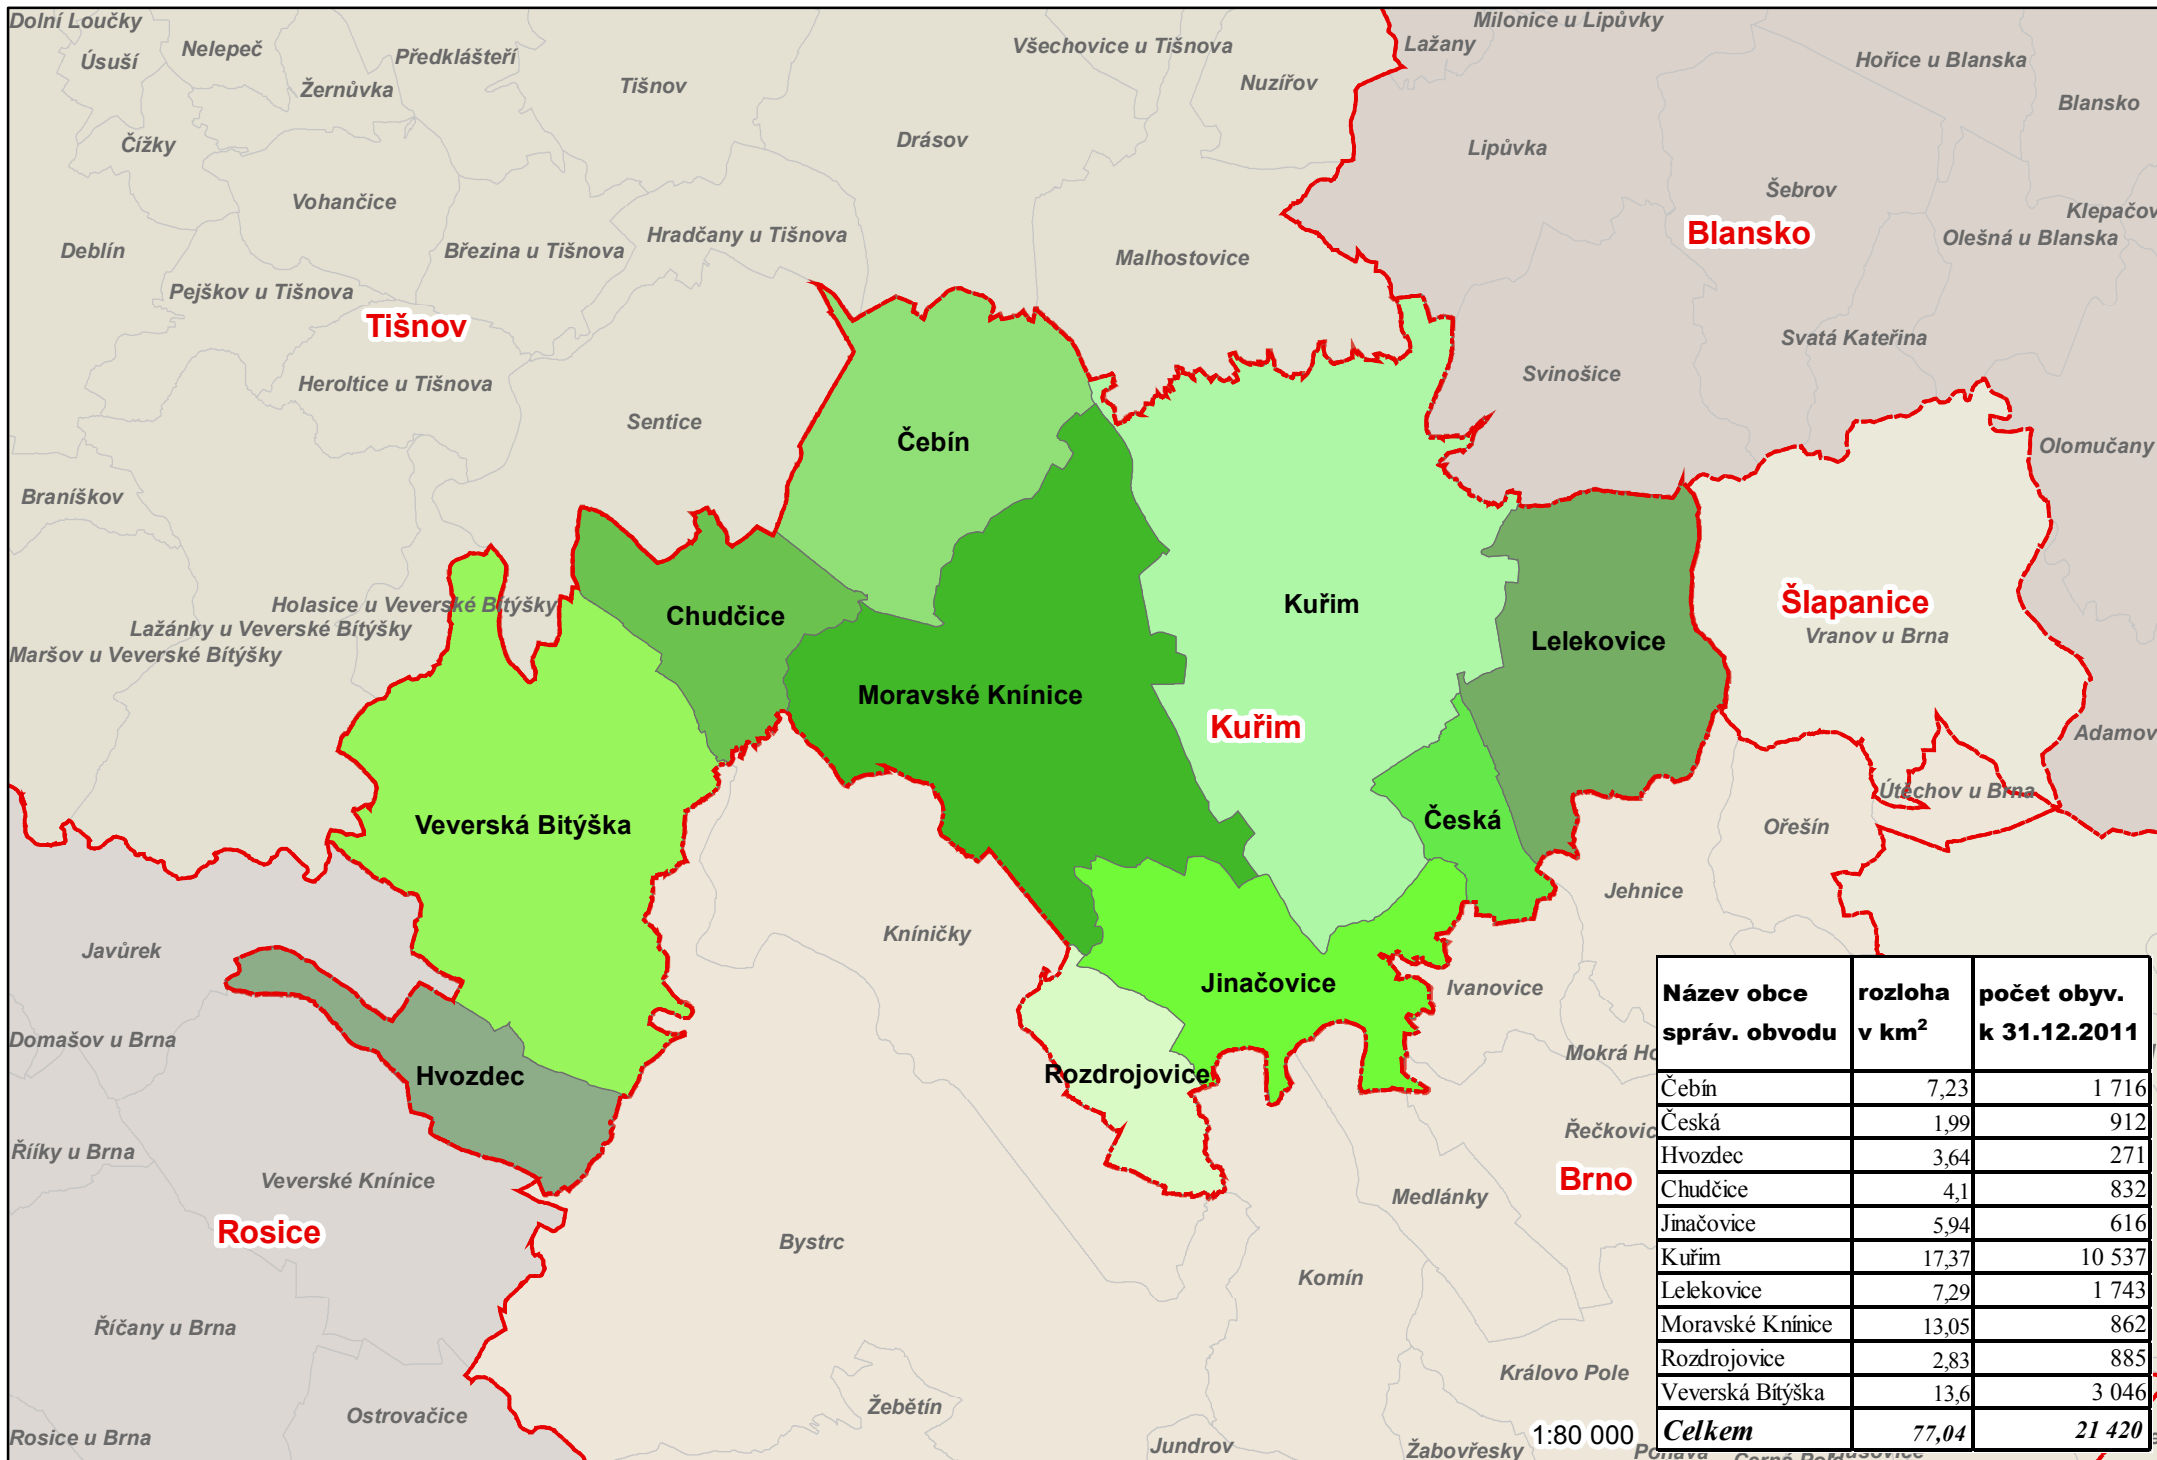 Dolní Loučky
Milonice u Lipůvky
Nelepeč
Předklášteří
Všechovice u Tišnova
Lažany
Úsuší
Žernůvka
Tišnov
Nuzířov
Hořice u Blanska
Blansko
Čížky
Drásov
Lipůvka
Vohančice
Šebrov
Klepačov
Deblín
Březina u Tišnova
Hradčany u Tišnova
Malhostovice
Blansko
Olešná u Blanska
Pejškov u Tišnova
Tišnov
Svatá Kateřina
Heroltice u Tišnova
Svinošice
Sentice
Čebín
Olomučany
Braníškov
Holasice u Veverské Bítýšky
Chudčice
Kuřim
Šlapanice
Lažánky u Veverské Bítýšky
Lelekovice
Vranov u Brna
Maršov u Veverské Bítýšky
Moravské Knínice
Kuřim
Adamov
Útěchov u Brna
Veverská Bitýška
Česká
Ořešín
Jehnice
Javůrek
Kníničky
Jinačovice
Ivanovice
Domašov u Brna
Mokrá Ho
Hvozdec
Rozdrojovice
Říiky u Brna
Řečkovic
Veverské Knínice
Brno
Medlánky
Rosice
Bystrc
Komín
Říčany u Brna
Královo Pole
Ostrovačice
Žebětín
Rosice u Brna
Jundrov
1:80 000
Žabovřesky
Název obce správ. obvodu rozloha v km² počet obyv. k 31.12.2011
Čebín 7,23 1 716
Česká 1,99 912
Hvozdec 3,64 271
Chudčice 4,1 832
Jinačovice 5,94 616
Kuřim 17,37 10 537
Lelekovice 7,29 1 743
Moravské Knínice 13,05 862
Rozdrojovice 2,83 885
Veverská Bítýška 13,6 3 046
Celkem 77,04 21 420